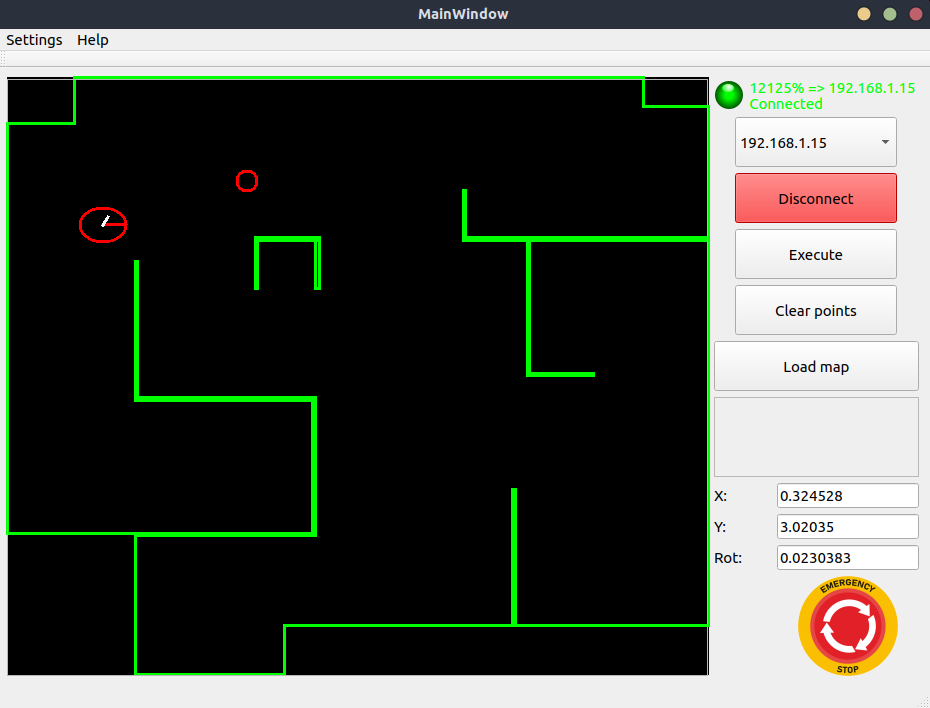 MainWindow
Settings Help
12125% => 192.168.1.15
Connected
192.168.1.15
Disconnect
Execute
Clear points
Load map
X: 0.324528
Y: 3.02035
Rot: 0.0230383
EMERGENCY
STOP